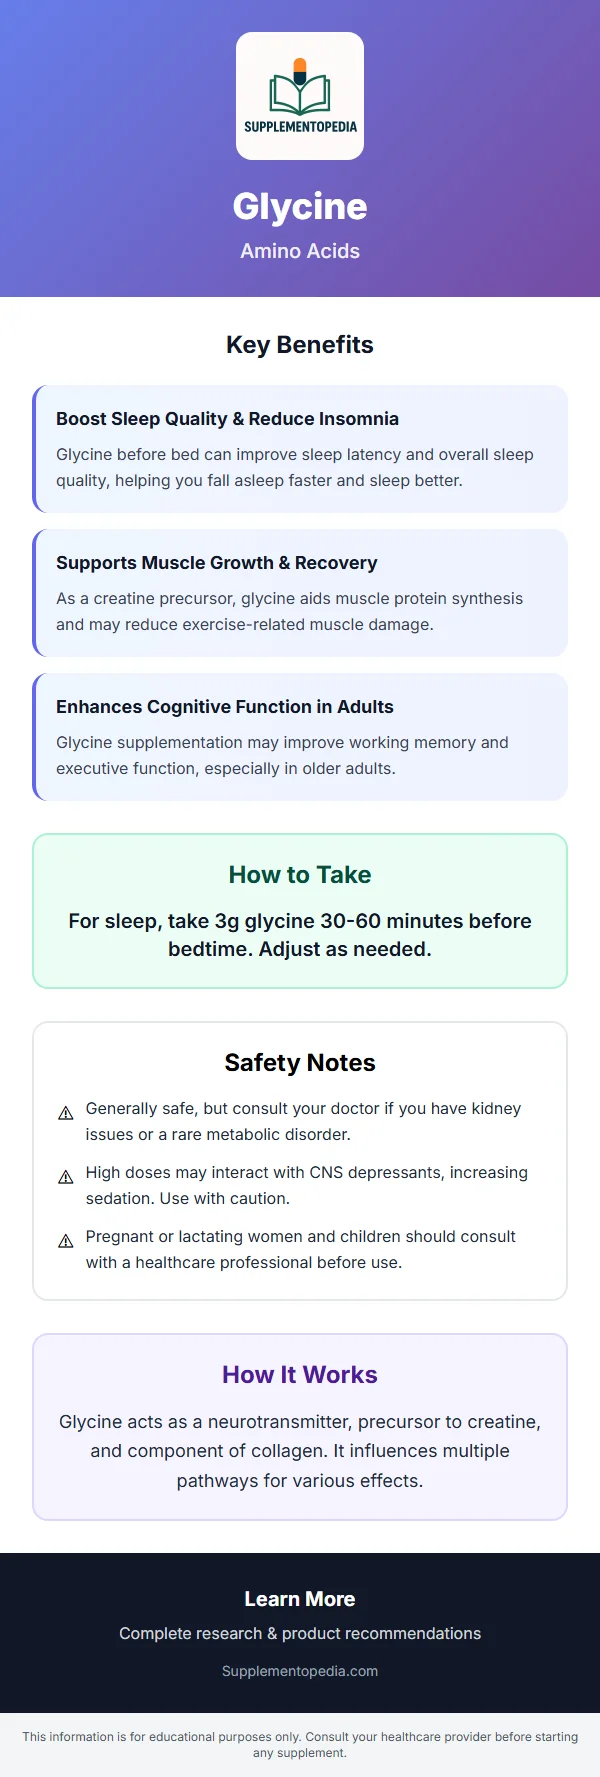 SUPPLEMENTOPEDIA
Glycine
Amino Acids
Key Benefits
Boost Sleep Quality & Reduce Insomnia
Glycine before bed can improve sleep latency and overall sleep
quality, helping you fall asleep faster and sleep better.
Supports Muscle Growth & Recovery
As a creatine precursor, glycine aids muscle protein synthesis
and may reduce exercise-related muscle damage.
Enhances Cognitive Function in Adults
Glycine supplementation may improve working memory and
executive function, especially in older adults.
How to Take
For sleep, take 3g glycine 30-60 minutes before
bedtime. Adjust as needed.
Safety Notes
Generally safe, but consult your doctor if you have kidney
issues or a rare metabolic disorder.
High doses may interact with CNS depressants, increasing
sedation. Use with caution.
Pregnant or lactating women and children should consult
with a healthcare professional before use.
How It Works
Glycine acts as a neurotransmitter, precursor to creatine,
and component of collagen. It influences multiple
pathways for various effects.
Learn More
Complete research & product recommendations
Supplementopedia.com
This information is for educational purposes only. Consult your healthcare provider before starting
any supplement.